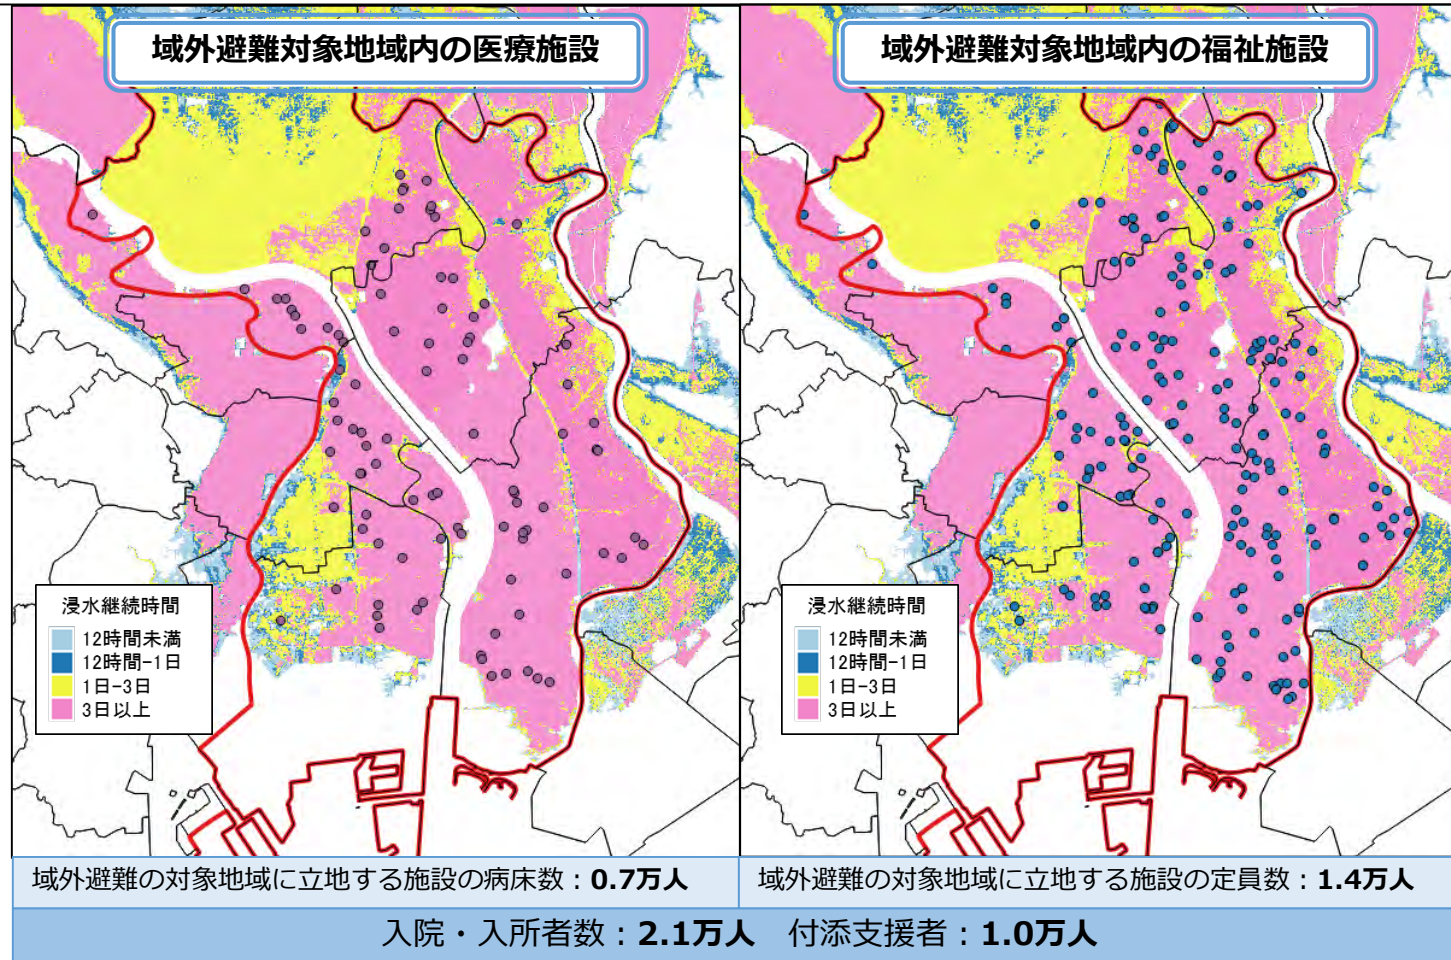 域外避難対象地域内の医療施設
域外避難対象地域内の福祉施設
浸水継続時間
12時間未満
12時間-1日
1日-3日
3日以上
浸水継続時間
12時間未満
12時間-1日
1日-3日
3日以上
域外避難の対象地域に立地する施設の病床数：0.7万人
域外避難の対象地域に立地する施設の定員数：1.4万人
入院・入所者数：2.1万人　付添支援者：1.0万人